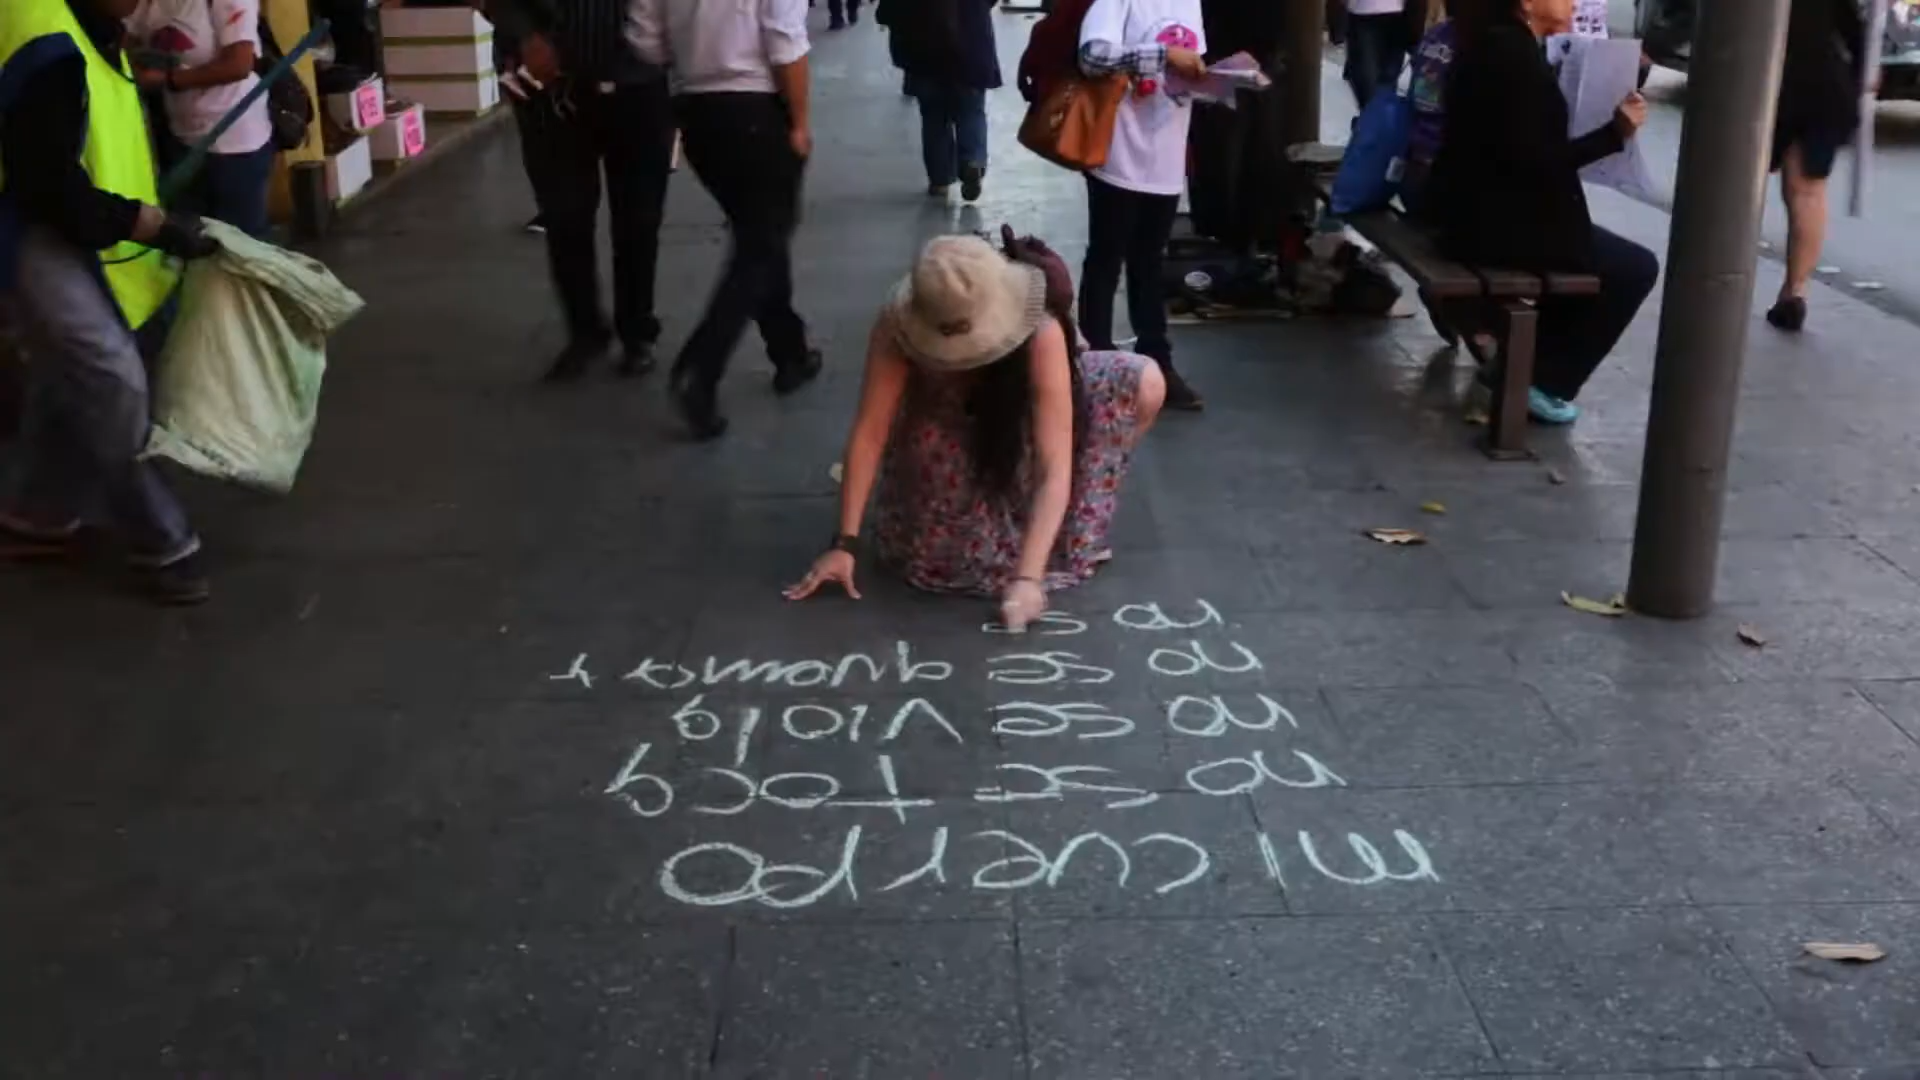 mi cuerpo
no se toca
no se viola
no se quema y
no se